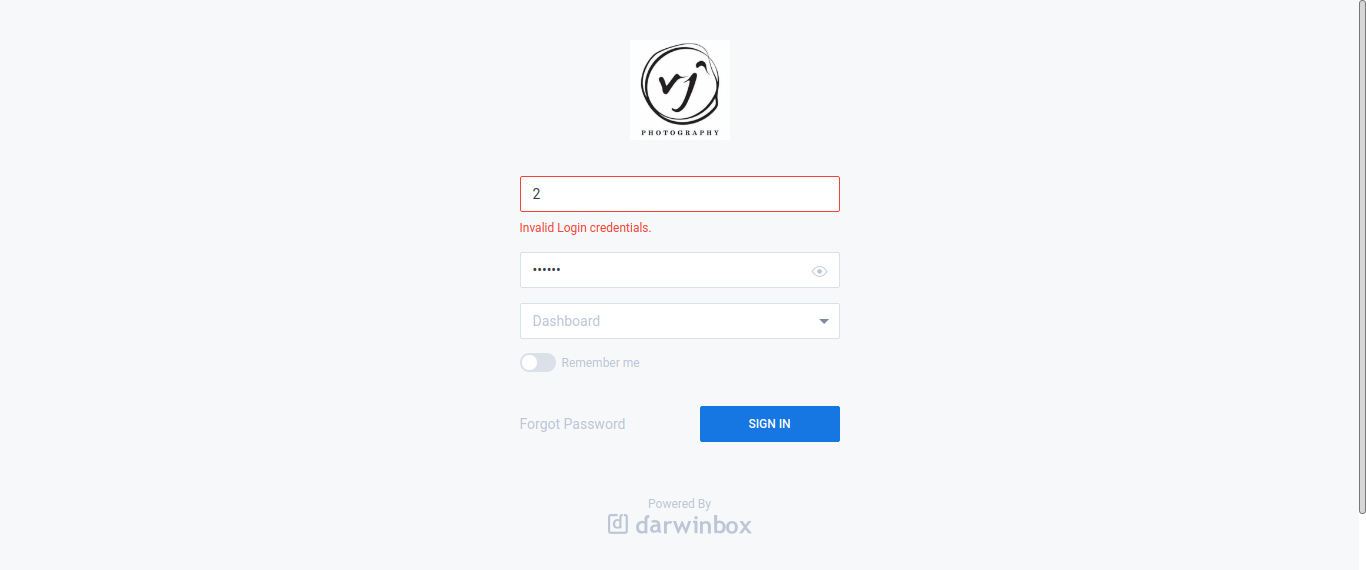 vj
PHOTOGRAPHY
2
Invalid Login credentials.
••••••
Dashboard
Remember me
Forgot Password
SIGN IN
Powered By
darwinbox